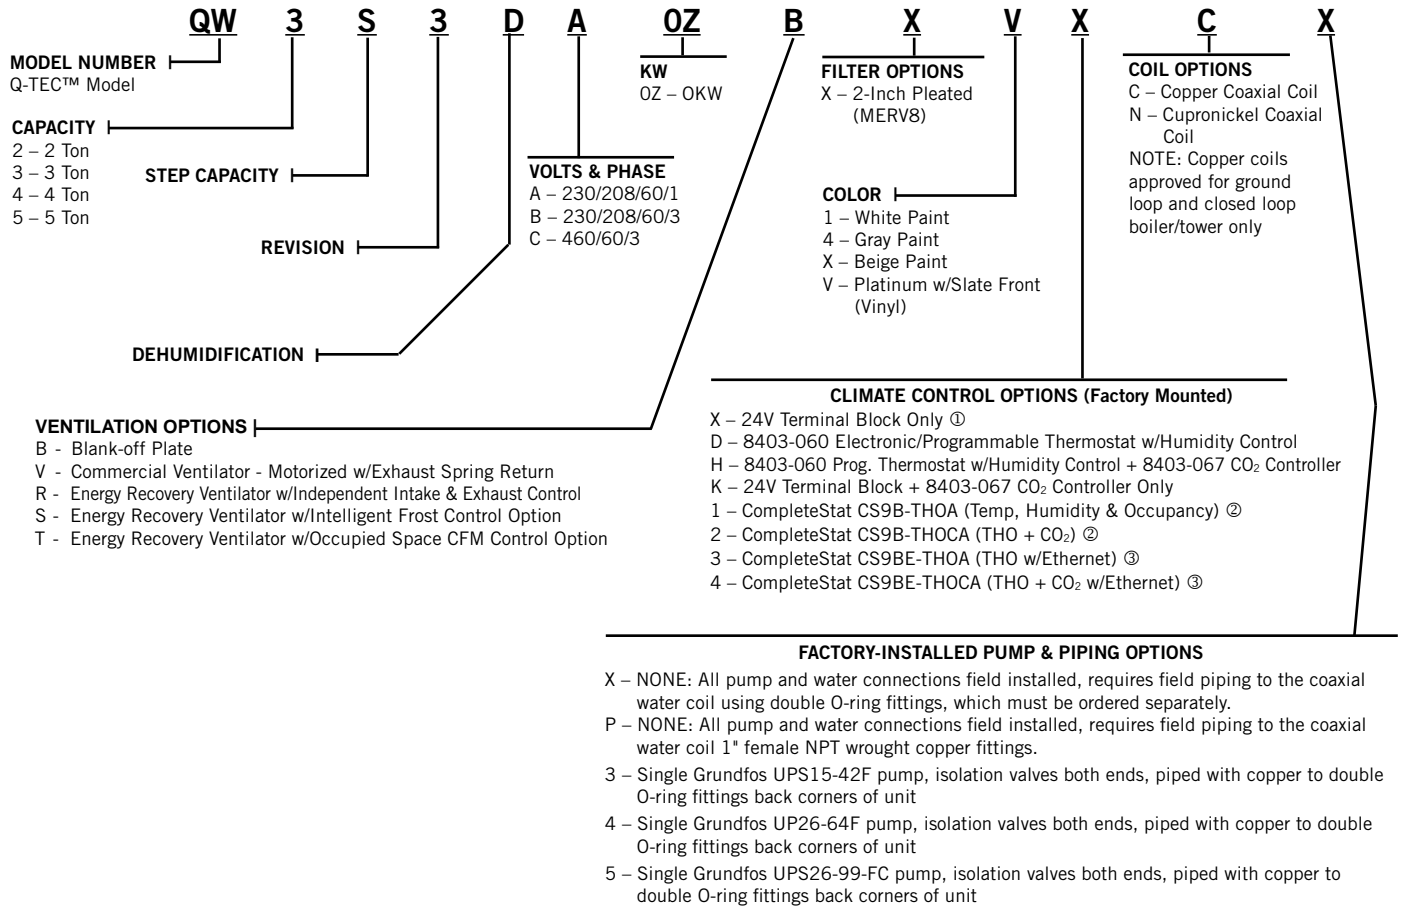 QW 3 S 3 D A 0Z B X V X C X
MODEL NUMBER
Q-TEC™ Model
CAPACITY
2 – 2 Ton
3 – 3 Ton
4 – 4 Ton
5 – 5 Ton
STEP CAPACITY
REVISION
DEHUMIDIFICATION
VOLTS & PHASE
A – 230/208/60/1
B – 230/208/60/3
C – 460/60/3
KW
0Z – OKW
VENTILATION OPTIONS
B - Blank-off Plate
V - Commercial Ventilator - Motorized w/Exhaust Spring Return
R - Energy Recovery Ventilator w/Independent Intake & Exhaust Control
S - Energy Recovery Ventilator w/Intelligent Frost Control Option
T - Energy Recovery Ventilator w/Occupied Space CFM Control Option
FILTER OPTIONS
X – 2-Inch Pleated
(MERV8)
COLOR
1 – White Paint
4 – Gray Paint
X – Beige Paint
V – Platinum w/Slate Front
(Vinyl)
COIL OPTIONS
C – Copper Coaxial Coil
N – Cupronickel Coaxial
Coil
NOTE: Copper coils
approved for ground
loop and closed loop
boiler/tower only
CLIMATE CONTROL OPTIONS (Factory Mounted)
X – 24V Terminal Block Only ①
D – 8403-060 Electronic/Programmable Thermostat w/Humidity Control
H – 8403-060 Prog. Thermostat w/Humidity Control + 8403-067 CO₂ Controller
K – 24V Terminal Block + 8403-067 CO₂ Controller Only
1 – CompleteStat CS9B-THOA (Temp, Humidity & Occupancy) ②
2 – CompleteStat CS9B-THOCA (THO + CO₂) ②
3 – CompleteStat CS9BE-THOA (THO w/Ethernet) ③
4 – CompleteStat CS9BE-THOCA (THO + CO₂ w/Ethernet) ③
FACTORY-INSTALLED PUMP & PIPING OPTIONS
X – NONE: All pump and water connections field installed, requires field piping to the coaxial
water coil using double O-ring fittings, which must be ordered separately.
P – NONE: All pump and water connections field installed, requires field piping to the coaxial
water coil 1" female NPT wrought copper fittings.
3 – Single Grundfos UPS15-42F pump, isolation valves both ends, piped with copper to double
O-ring fittings back corners of unit
4 – Single Grundfos UP26-64F pump, isolation valves both ends, piped with copper to double
O-ring fittings back corners of unit
5 – Single Grundfos UPS26-99-FC pump, isolation valves both ends, piped with copper to
double O-ring fittings back corners of unit